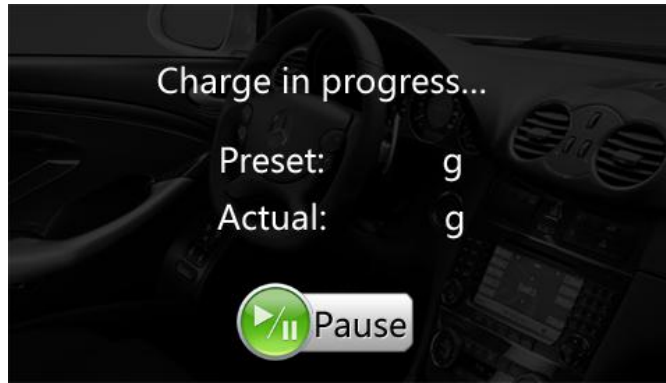 Charge in progress...
Preset: g
Actual: g
Pause